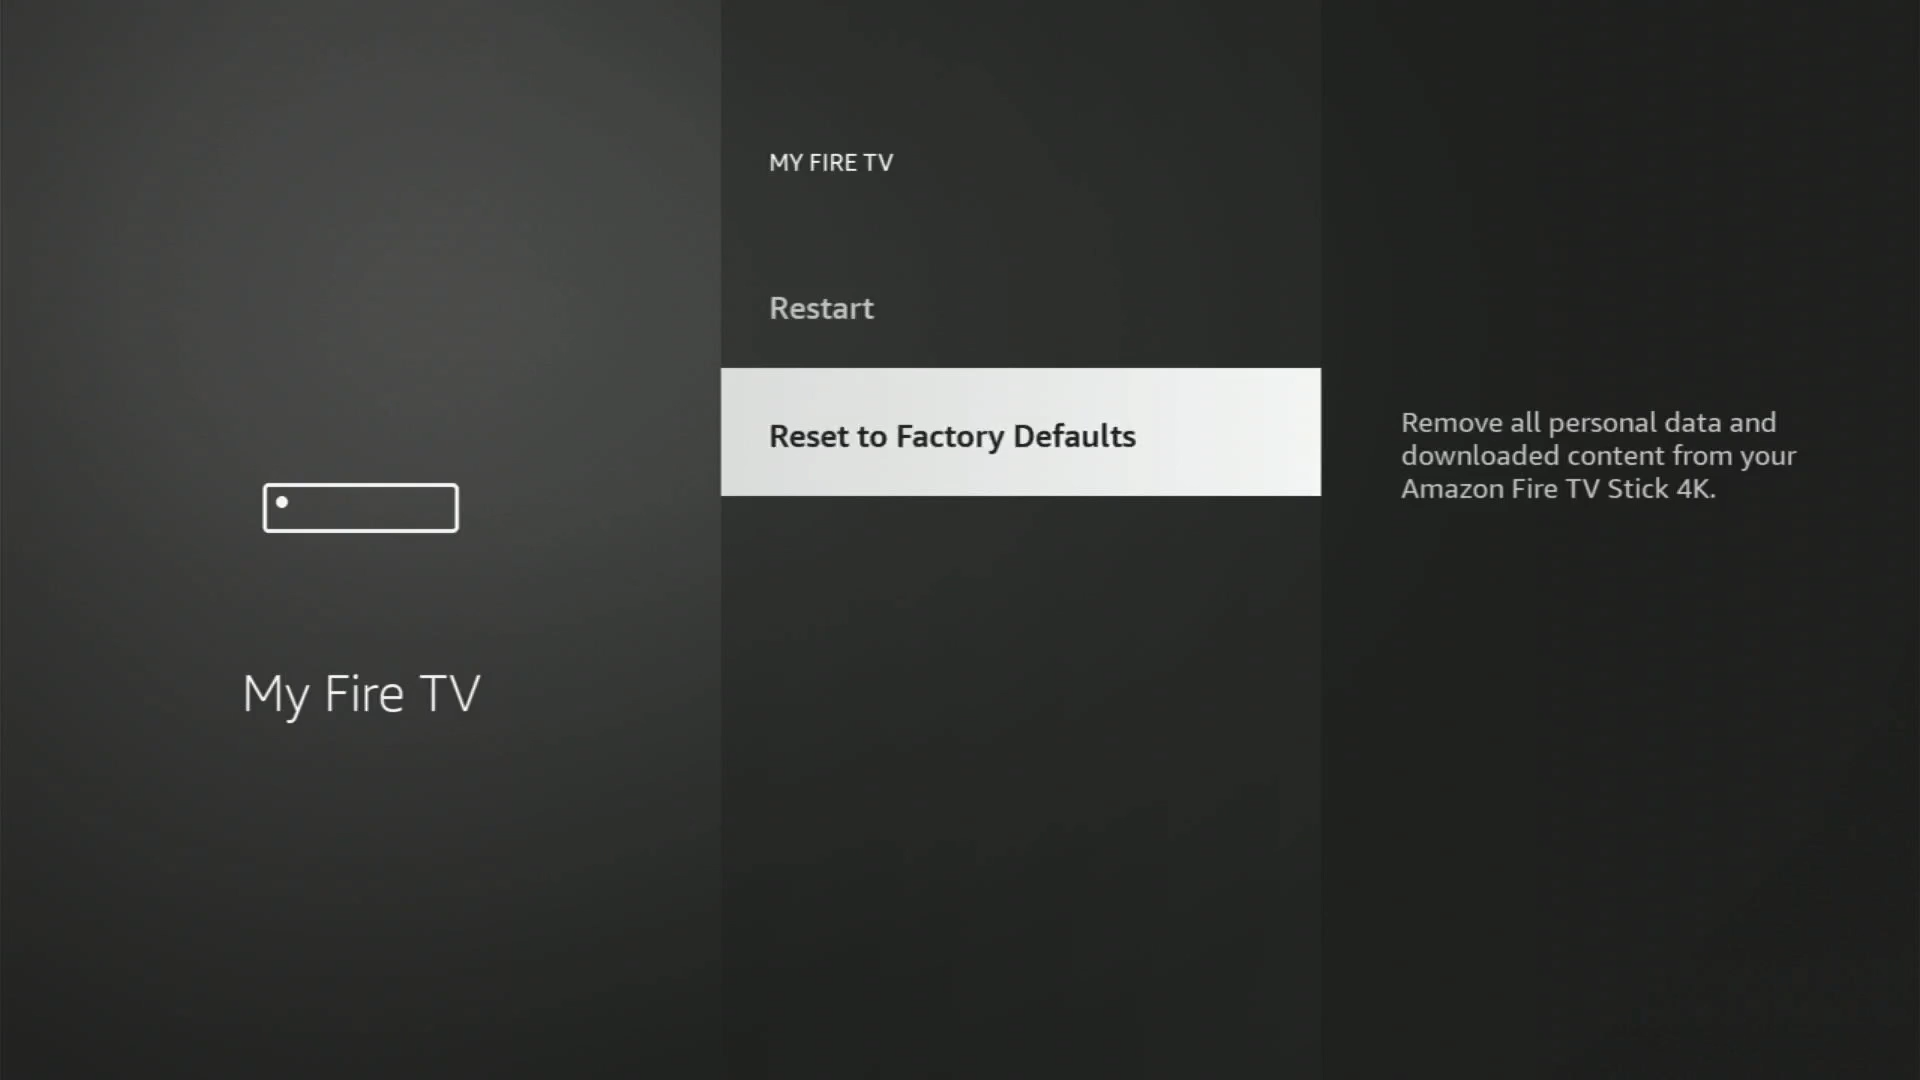 MY FIRE TV
Restart
Reset to Factory Defaults
Remove all personal data and
downloaded content from your
Amazon Fire TV Stick 4K.
My Fire TV